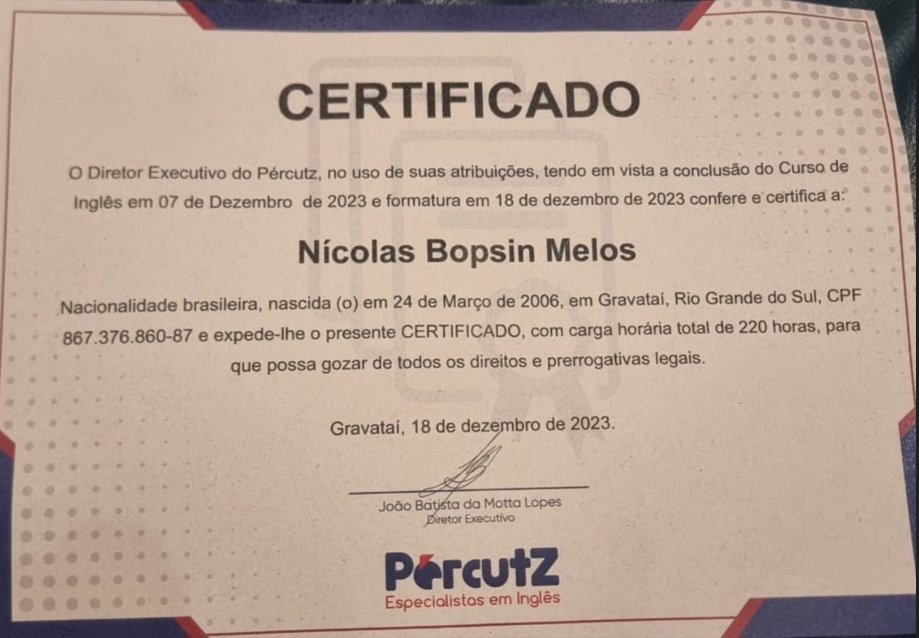 CERTIFICADO
O Diretor Executivo do Pércutz, no uso de suas atribuições, tendo em vista a conclusão do Curso de
Inglês em 07 de Dezembro de 2023 e formatura em 18 de dezembro de 2023 confere e certifica a:
Nícolas Bopsin Melos
Nacionalidade brasileira, nascida (o) em 24 de Março de 2006, em Gravataí, Rio Grande do Sul, CPF
867.376.860-87 e expede-lhe o presente CERTIFICADO, com carga horária total de 220 horas, para
que possa gozar de todos os direitos e prerrogativas legais.
Gravataí, 18 de dezembro de 2023.
João Batista da Motta Lopes
Diretor Executivo
Pércutz
Especialistas em Inglês